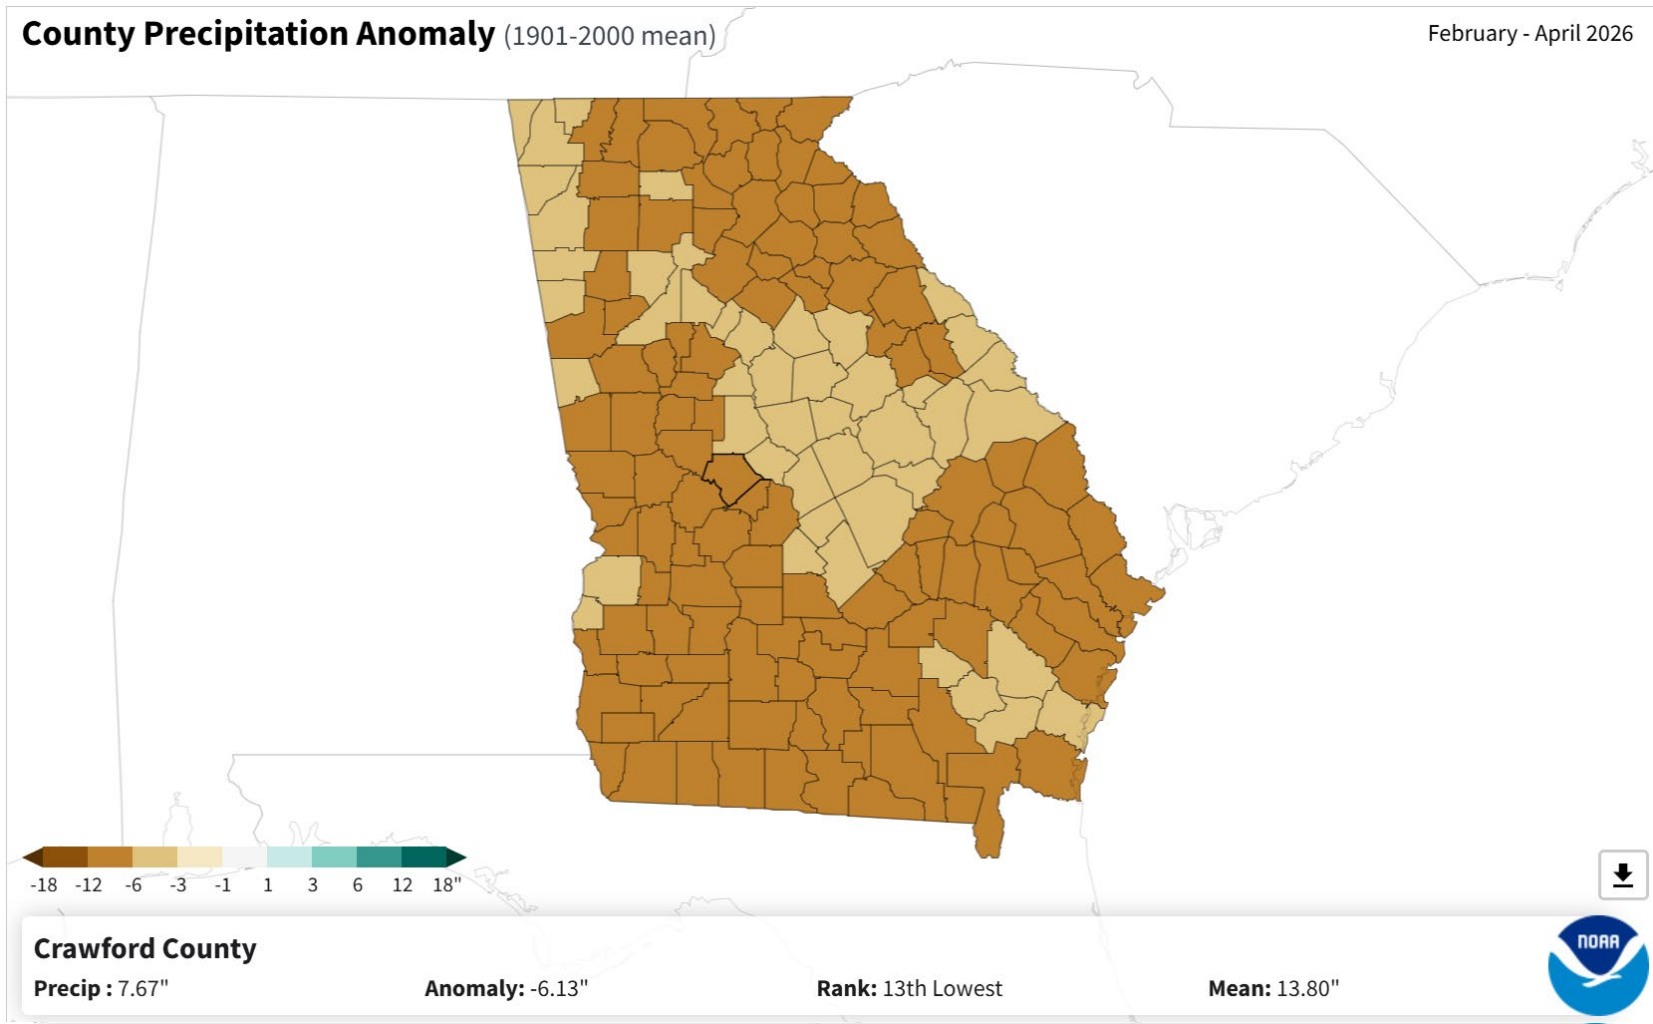 County Precipitation Anomaly (1901-2000 mean)
February - April 2026
-18 -12 -6 -3 -1 1 3 6 12 18"
Crawford County
Precip : 7.67" Anomaly: -6.13" Rank: 13th Lowest Mean: 13.80"
NOAA